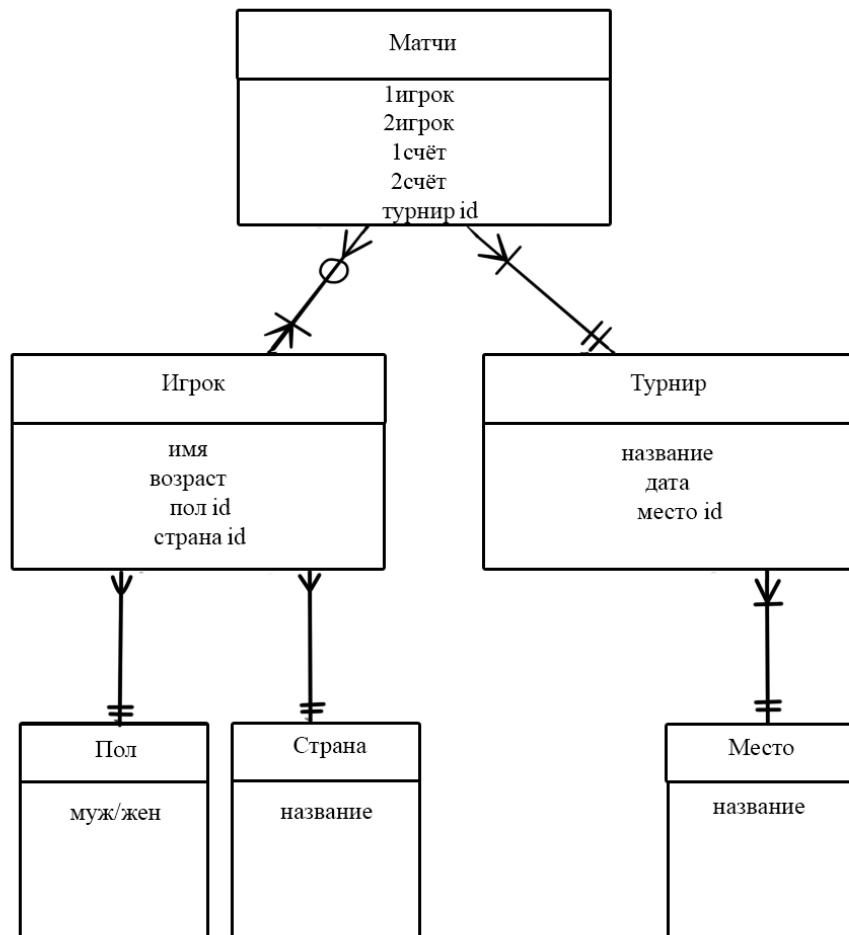 Матчи
1игрок
2игрок
1счёт
2счёт
турнир id
Игрок
имя
возраст
пол id
страна id
Турнир
название
дата
место id
Пол
муж/жен
Страна
название
Место
название